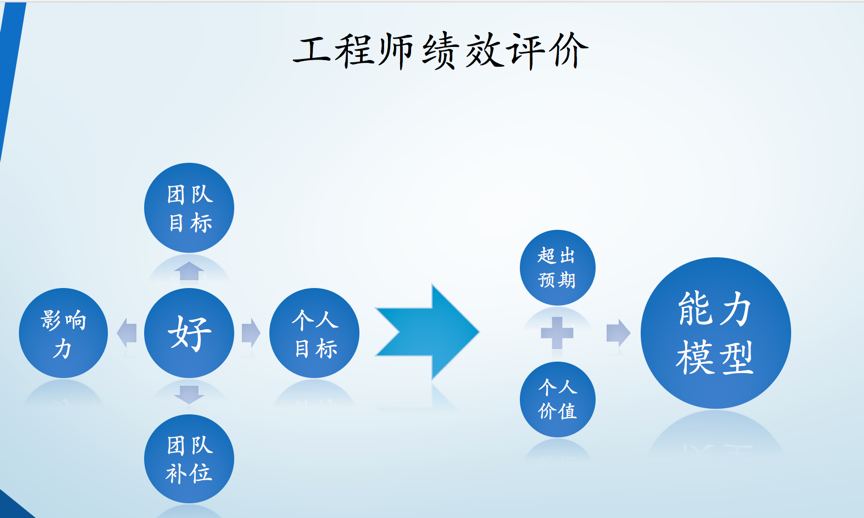 工程师绩效评价
团队
目标
影响
力
好
个人
目标
团队
补位
超出
预期
个人
价值
能力
模型